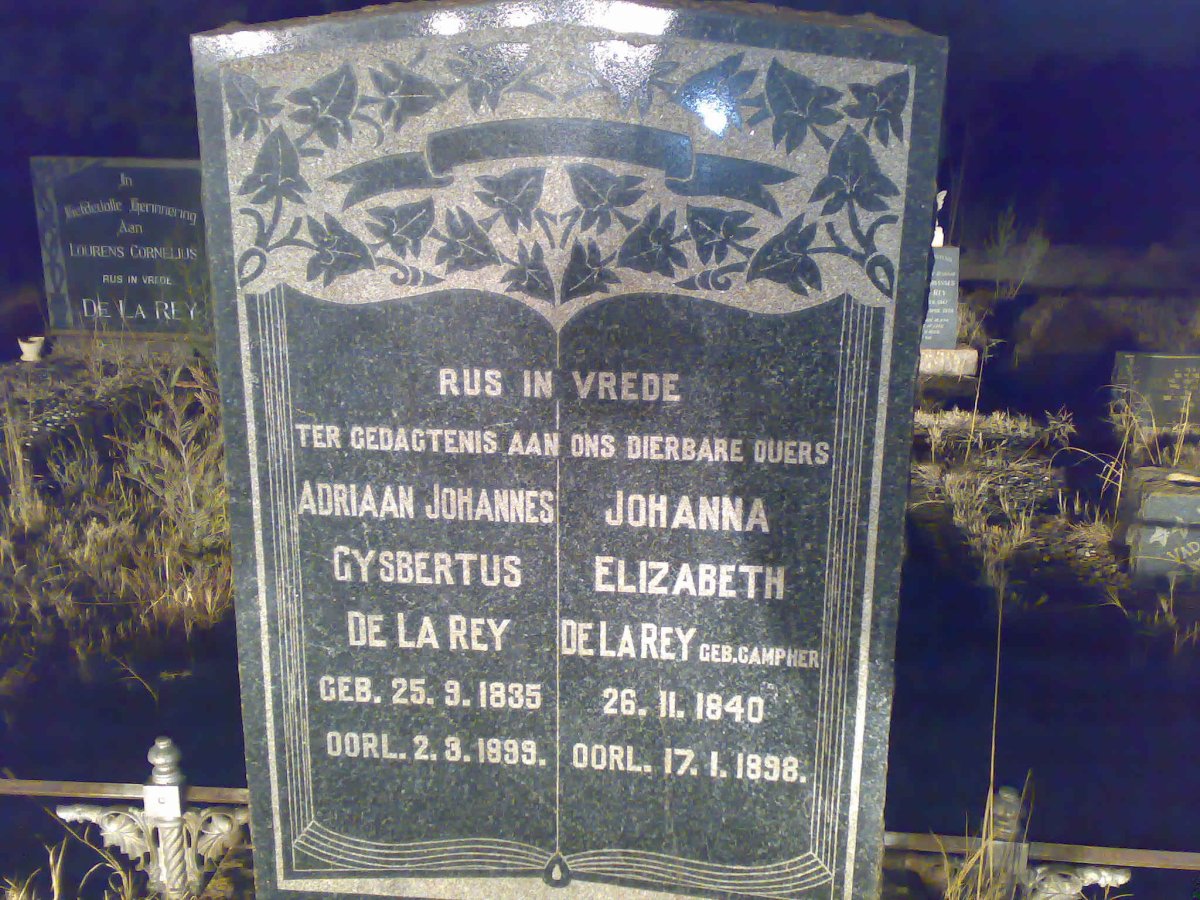 In
Liefdevolle Herinnering
Aan
LOURENS CORNELIUS
RUS IN VREDE
DE LA REY
RUS IN VREDE
TER GEDAGTENIS AAN ONS DIERBARE OUERS
ADRIAAN JOHANNES
GYSBERTUS
DE LA REY
GEB. 25. 9. 1835
OORL. 2. 3. 1899.
JOHANNA
ELIZABETH
DE LA REY GEB. CAMPHER
26. 11. 1840
OORL. 17. 1. 1898.
REY